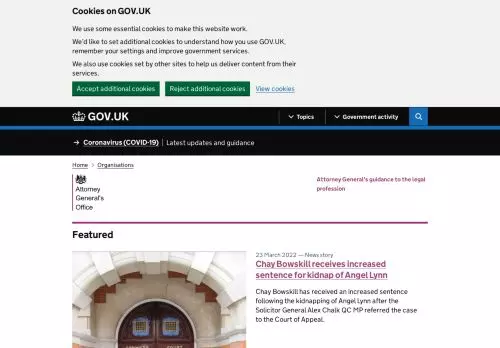 Cookies on GOV.UK
We use some essential cookies to make this website work.
We'd like to set additional cookies to understand how you use GOV.UK,
remember your settings and improve government services.
We also use cookies set by other sites to help us deliver content from their
services.
Accept additional cookies
Reject additional cookies
View cookies
GOV.UK
Topics
Government activity
→ Coronavirus (COVID-19) Latest updates and guidance
Home > Organisations
Attorney
General's
Office
Attorney General's guidance to the legal
profession
Featured
23 March 2022 — News story
Chay Bowskill receives increased
sentence for kidnap of Angel Lynn
Chay Bowskill has received an increased sentence
following the kidnapping of Angel Lynn after the
Solicitor General Alex Chalk QC MP referred the case
to the Court of Appeal.